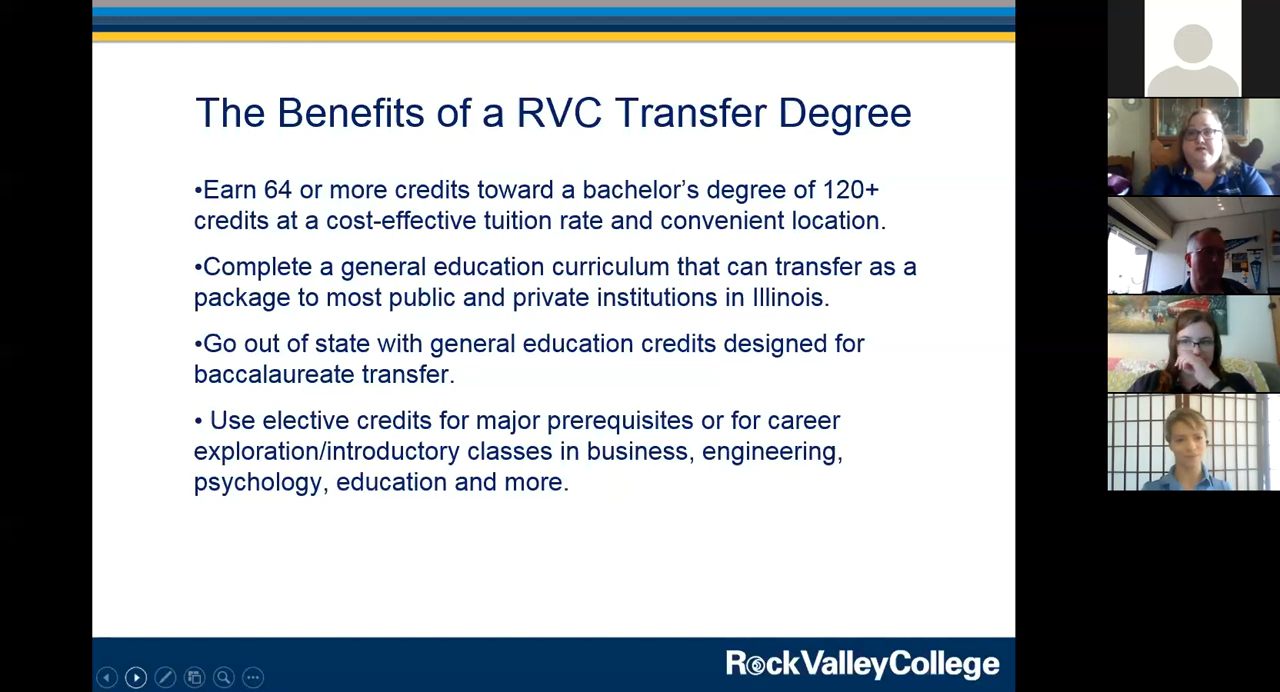 The Benefits of a RVC Transfer Degree
•Earn 64 or more credits toward a bachelor’s degree of 120+
credits at a cost-effective tuition rate and convenient location.
•Complete a general education curriculum that can transfer as a
package to most public and private institutions in Illinois.
•Go out of state with general education credits designed for
baccalaureate transfer.
• Use elective credits for major prerequisites or for career
exploration/introductory classes in business, engineering,
psychology, education and more.
RockValleyCollege